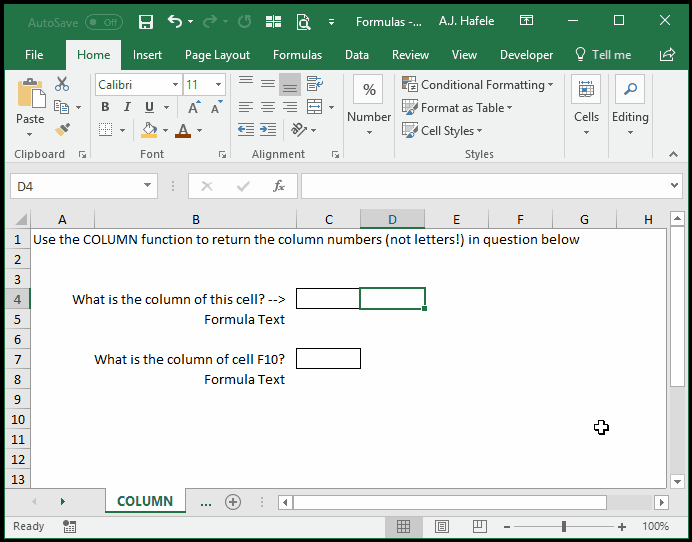 AutoSave Off Formulas -... A.J. Hafele
File Home Insert Page Layout Formulas Data Review View Developer Tell me
Calibri 11 % Conditional Formatting
Paste B I U A A Number Format as Table Cells Editing
A Cell Styles
Clipboard Font Alignment Styles
D4 fx
A B C D E F G H
1 Use the COLUMN function to return the column numbers (not letters!) in question below
2
3
4 What is the column of this cell? -->
5 Formula Text
6
7 What is the column of cell F10?
8 Formula Text
9
10
11
12
13
COLUMN ...
Ready 100%